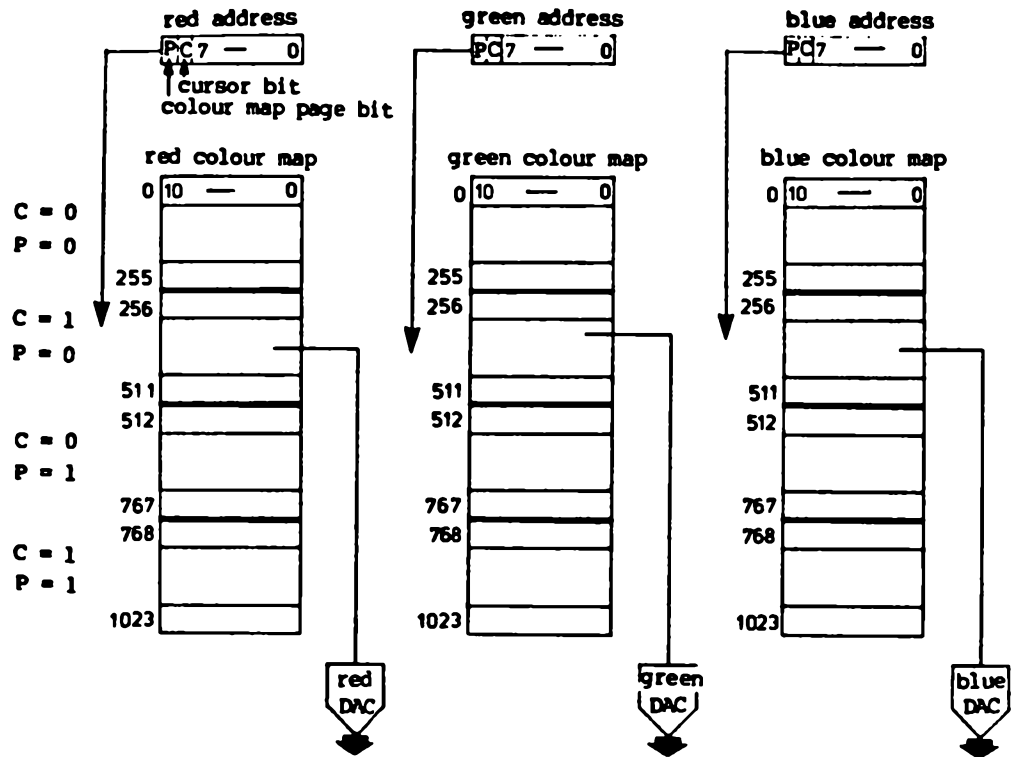 red address
green address
blue address
P C 7 — 0
PC 7 — 0
PC 7 — 0
cursor bit
colour map page bit
red colour map
green colour map
blue colour map
0 10 — 0
0 10 — 0
0 10 — 0
C = 0
P = 0
255
255
255
256
256
256
C = 1
P = 0
511
511
511
512
512
512
C = 0
P = 1
767
767
767
768
768
768
C = 1
P = 1
1023
1023
1023
red
DAC
green
DAC
blue
DAC